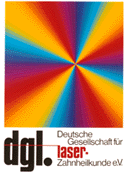 Deutsche
Gesellschaft für
dgl. laser-
Zahnheilkunde e.V.